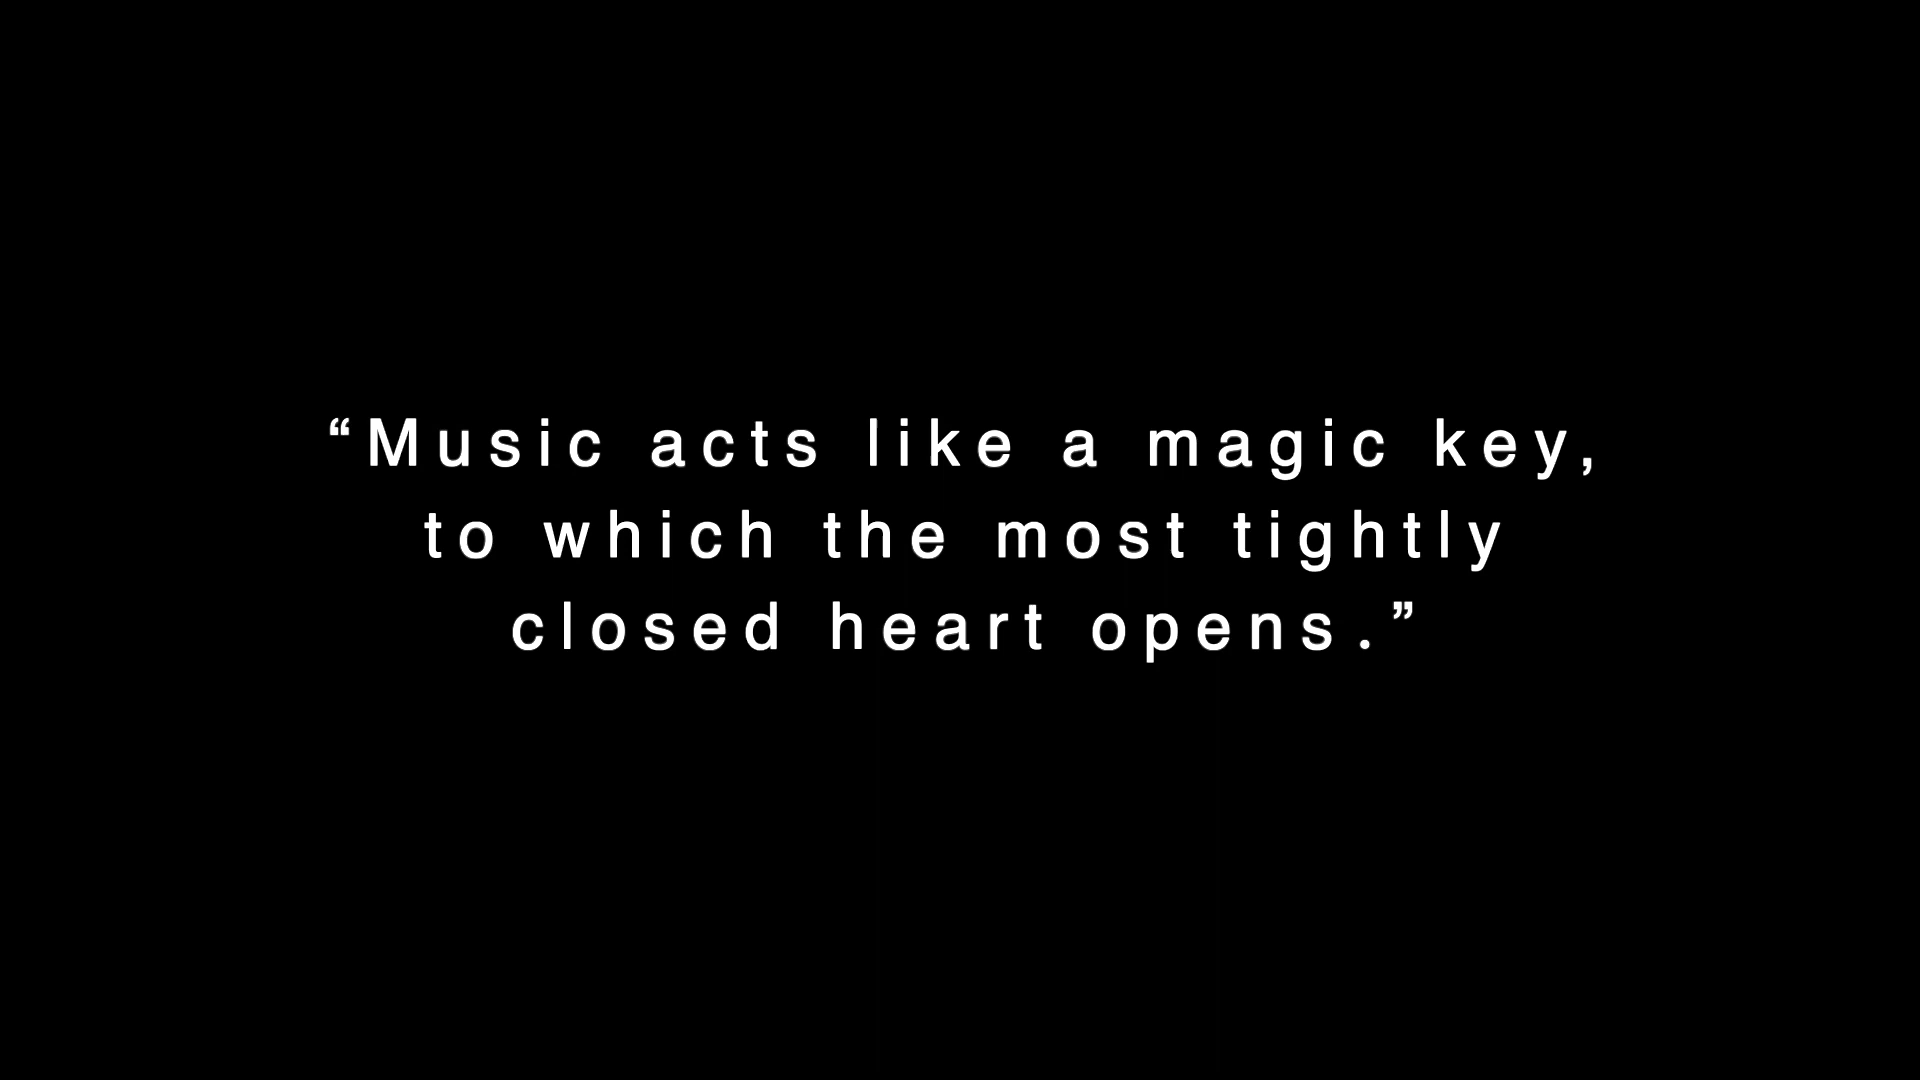 “Music acts like a magic key,
to which the most tightly
closed heart opens.”